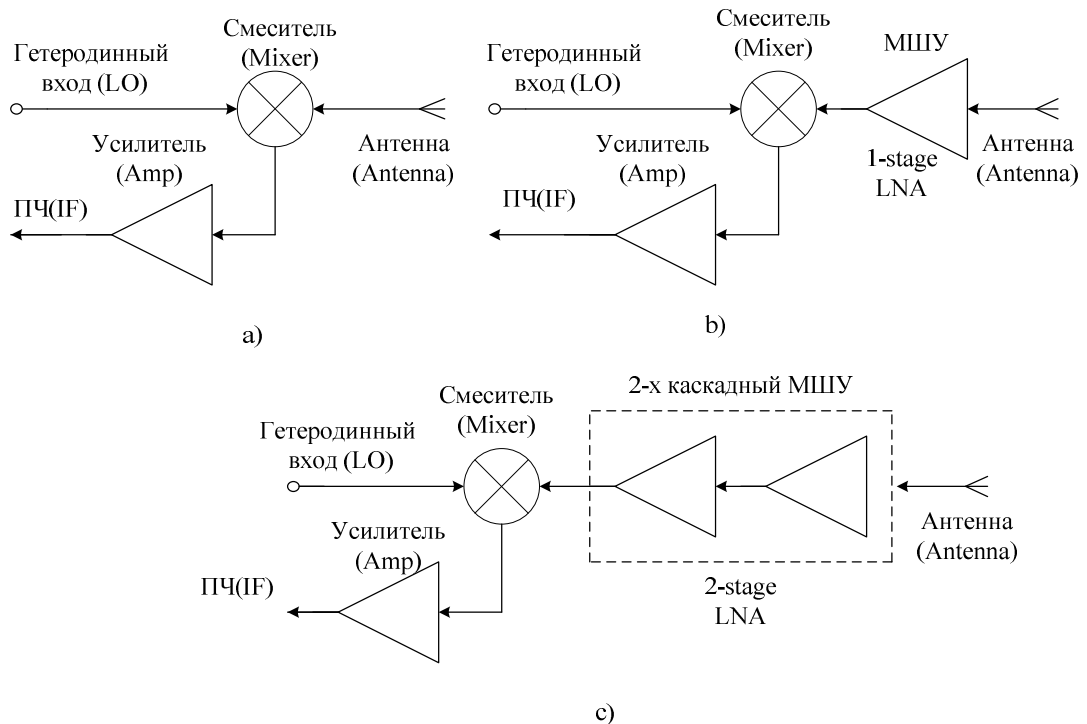 Смеситель
(Mixer)
Гетеродинный
вход (LO)
Усилитель
(Amp)
Антенна
(Antenna)
ПЧ(IF)
a)
Смеситель
(Mixer)
МШУ
Гетеродинный
вход (LO)
Усилитель
(Amp)
1-stage
LNA
Антенна
(Antenna)
ПЧ(IF)
b)
2-х каскадный МШУ
Смеситель
(Mixer)
Гетеродинный
вход (LO)
Усилитель
(Amp)
Антенна
(Antenna)
ПЧ(IF)
2-stage
LNA
c)